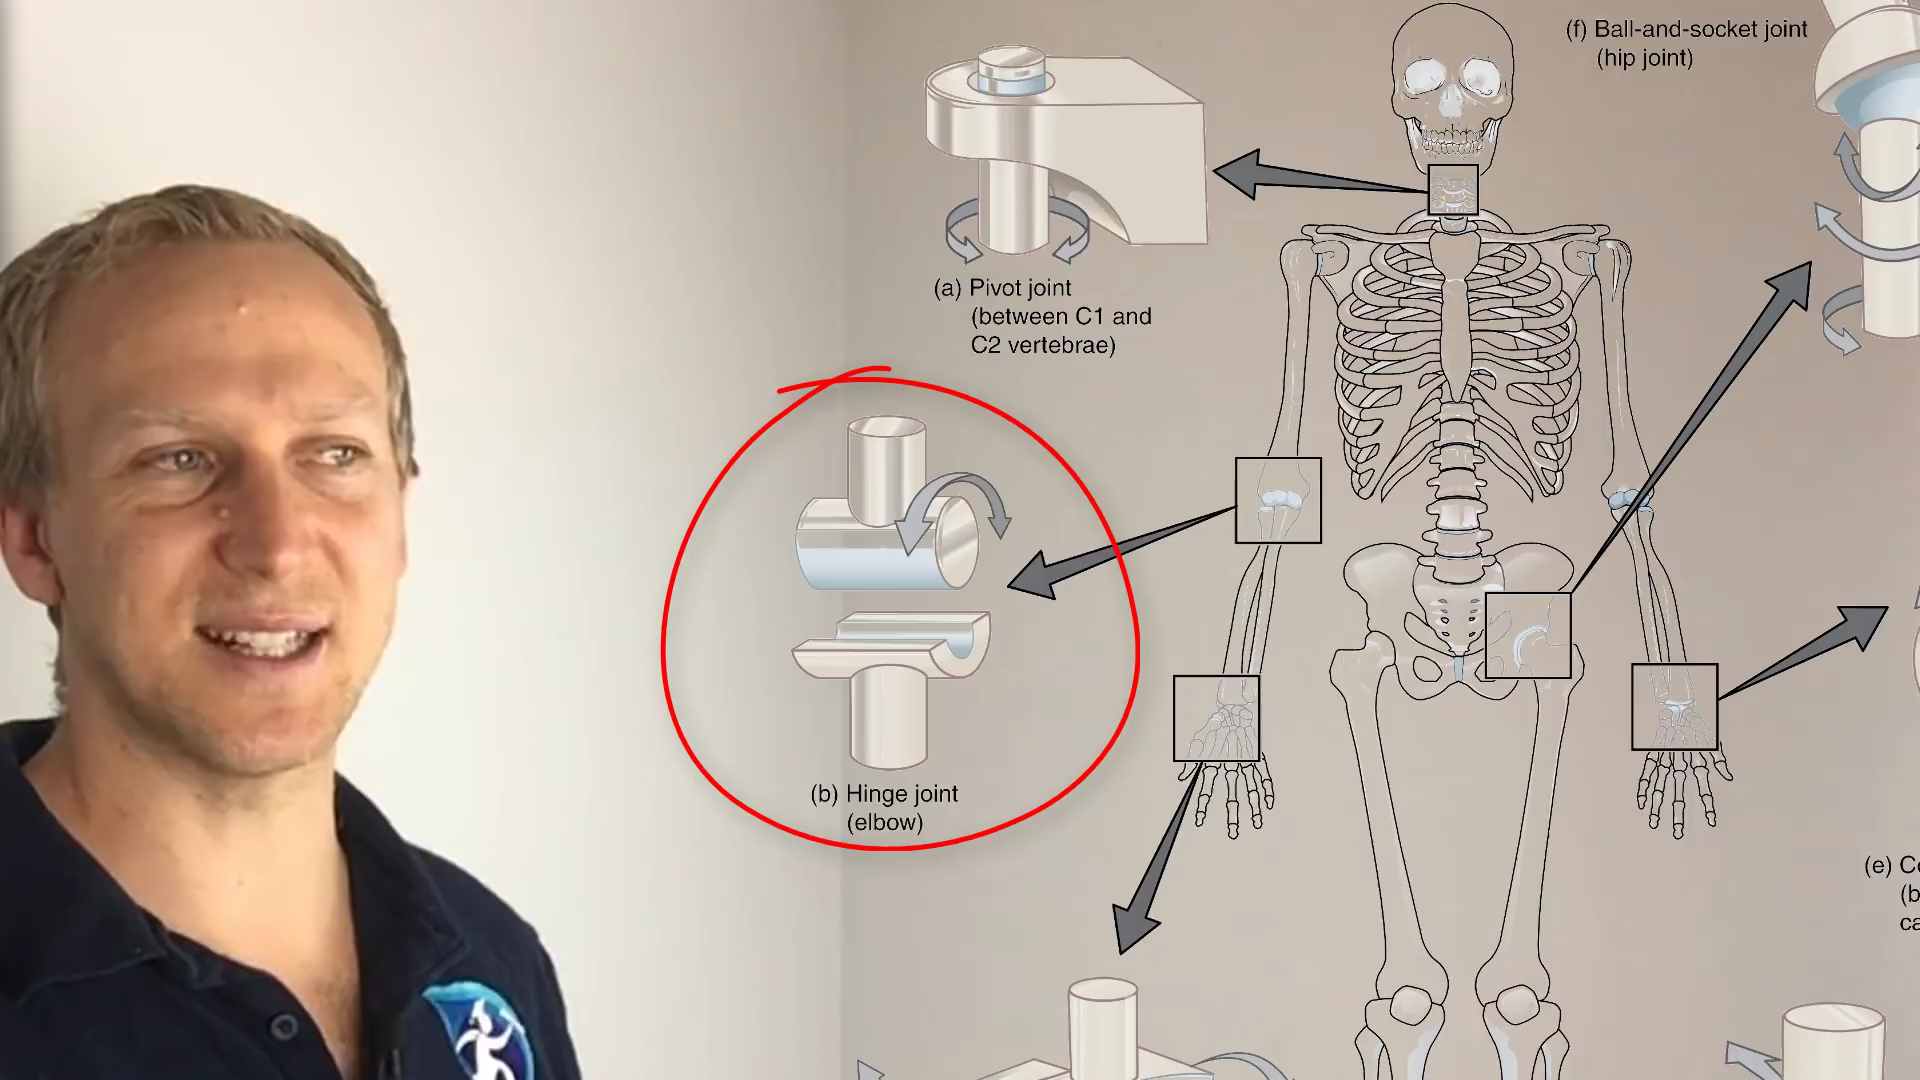 (f) Ball-and-socket joint
(hip joint)
(a) Pivot joint
(between C1 and
C2 vertebrae)
(b) Hinge joint
(elbow)
(e)